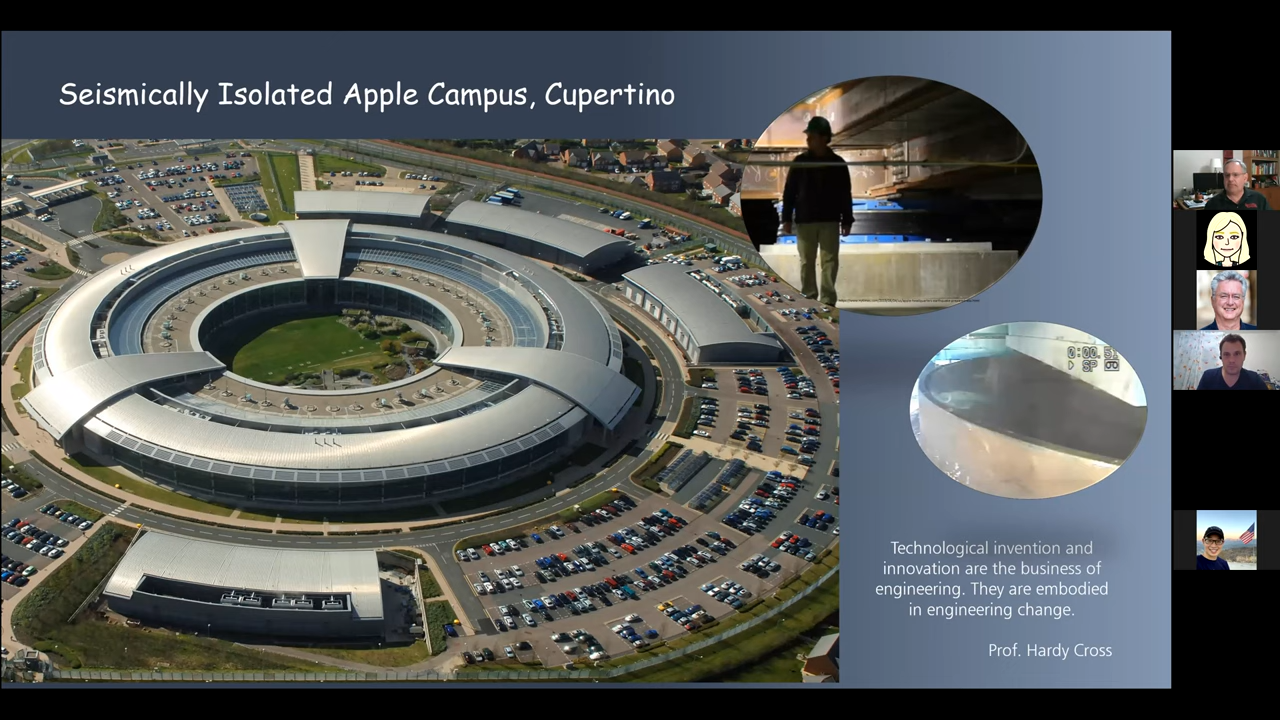 Seismically Isolated Apple Campus, Cupertino
Technological invention and
innovation are the business of
engineering. They are embodied
in engineering change.
Prof. Hardy Cross